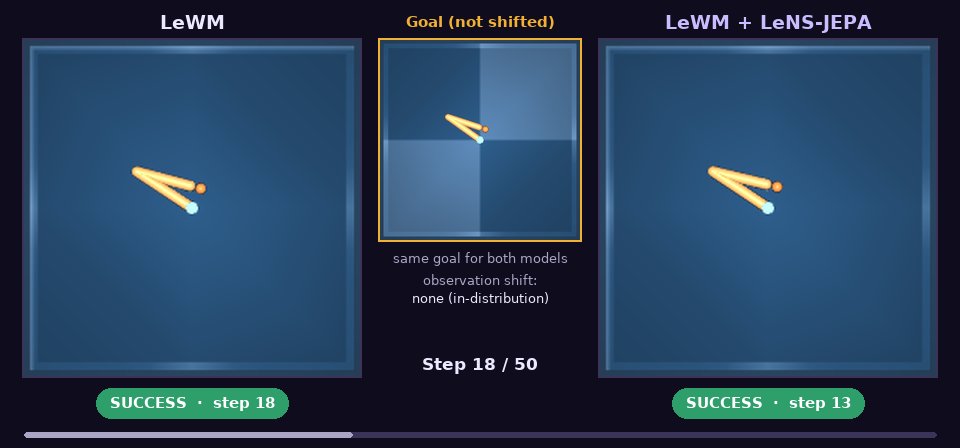 LeWM
Goal (not shifted)
LeWM + LeNS-JEPA
same goal for both models
observation shift:
none (in-distribution)
Step 18 / 50
SUCCESS · step 18
SUCCESS · step 13